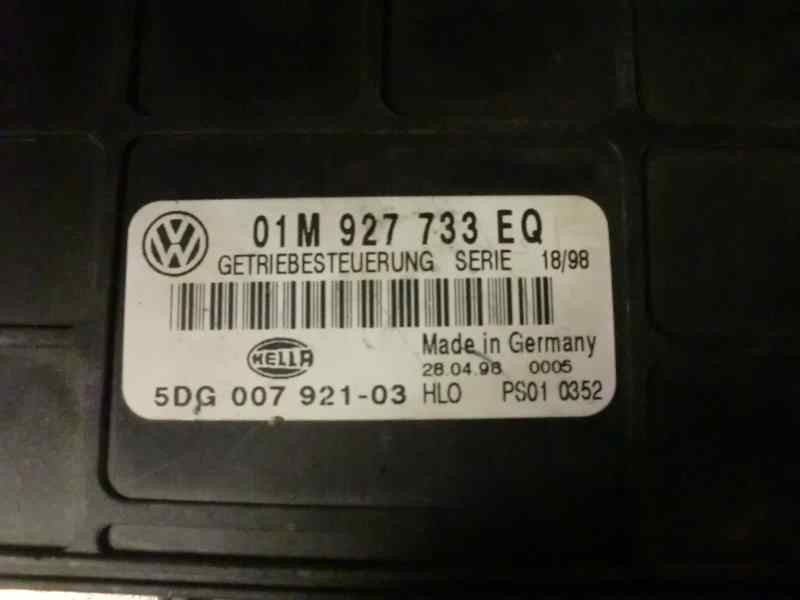 01M 927 733 EQ
GETRIEBESTEUERUNG SERIE 18/98
HELLA
Made in Germany
28.04.98 0005
5DG 007 921-03 HLO PS01 0352